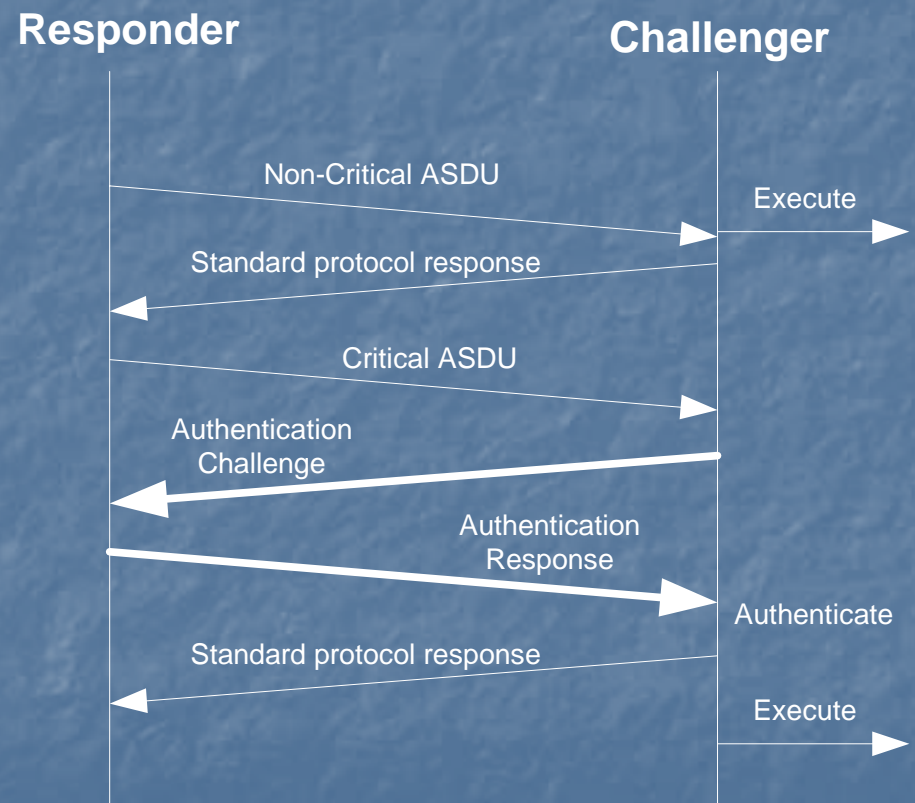 Responder
Challenger
Non-Critical ASDU
Execute
Standard protocol response
Critical ASDU
Authentication
Challenge
Authentication
Response
Authenticate
Standard protocol response
Execute